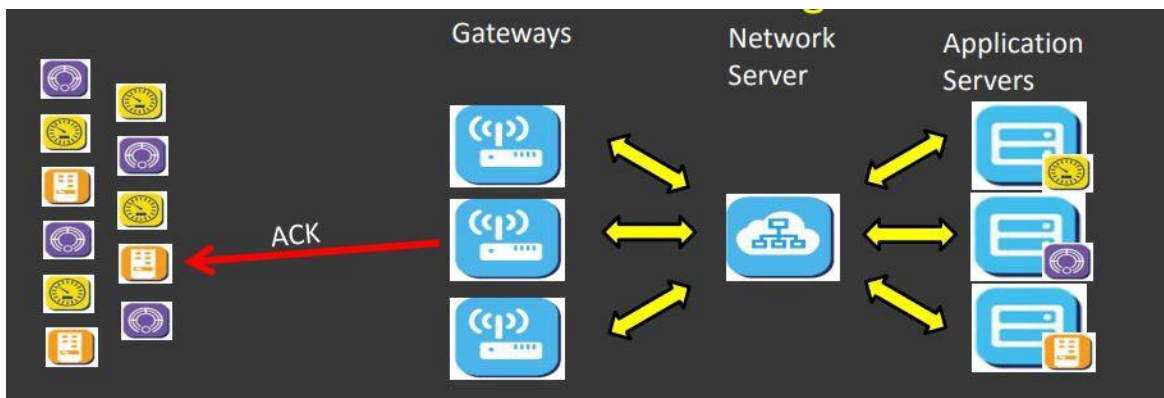 Gateways
Network
Server
Application
Servers
ACK